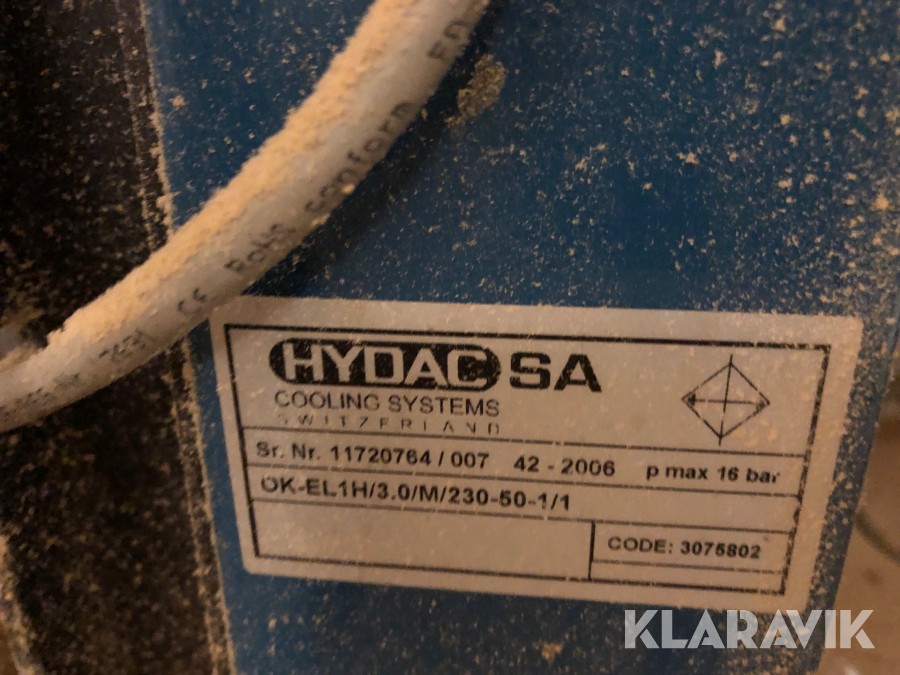 CE RoHS conform
HYDAC SA
COOLING SYSTEMS
SWITZERLAND
Sr. Nr. 11720764 / 007 42 - 2006 p max 16 bar
OK-EL1H/3.0/M/230-50-1/1
CODE: 3075802
KLARAVIK